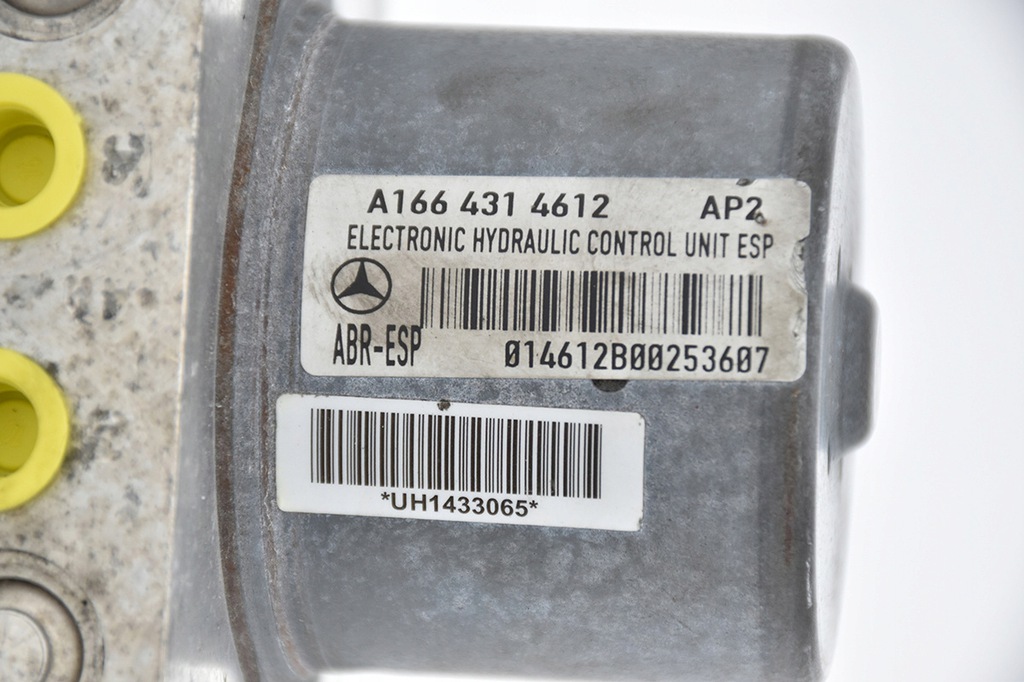 A166 431 4612 AP2
ELECTRONIC HYDRAULIC CONTROL UNIT ESP
ABR-ESP 014612B00253607
*UH1433065*